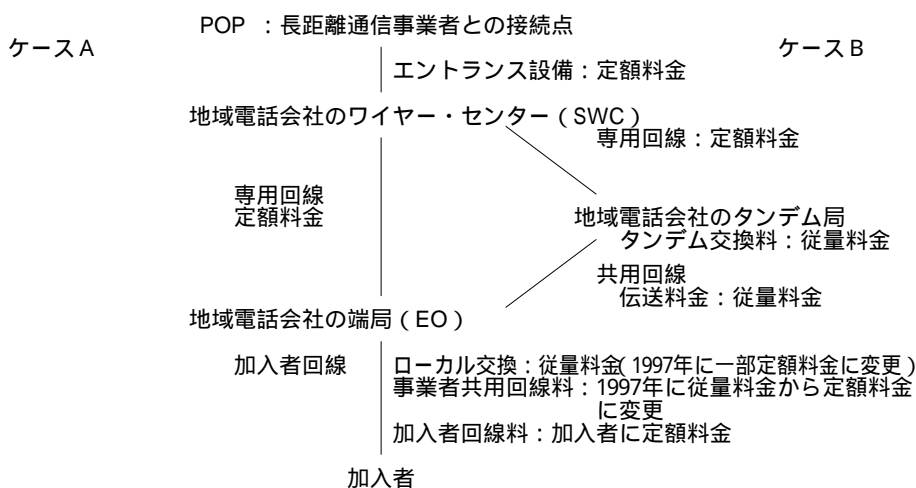 POP ：長距離通信事業者との接続点
ケースA
ケースB
エントランス設備：定額料金
地域電話会社のワイヤー・センター（SWC）
専用回線：定額料金
専用回線
定額料金
地域電話会社のタンデム局
タンデム交換料：従量料金
共用回線
伝送料金：従量料金
地域電話会社の端局（EO）
加入者回線
ローカル交換：従量料金（1997年に一部定額料金に変更）
事業者共用回線料：1997年に従量料金から定額料金
に変更
加入者回線料：加入者に定額料金
加入者